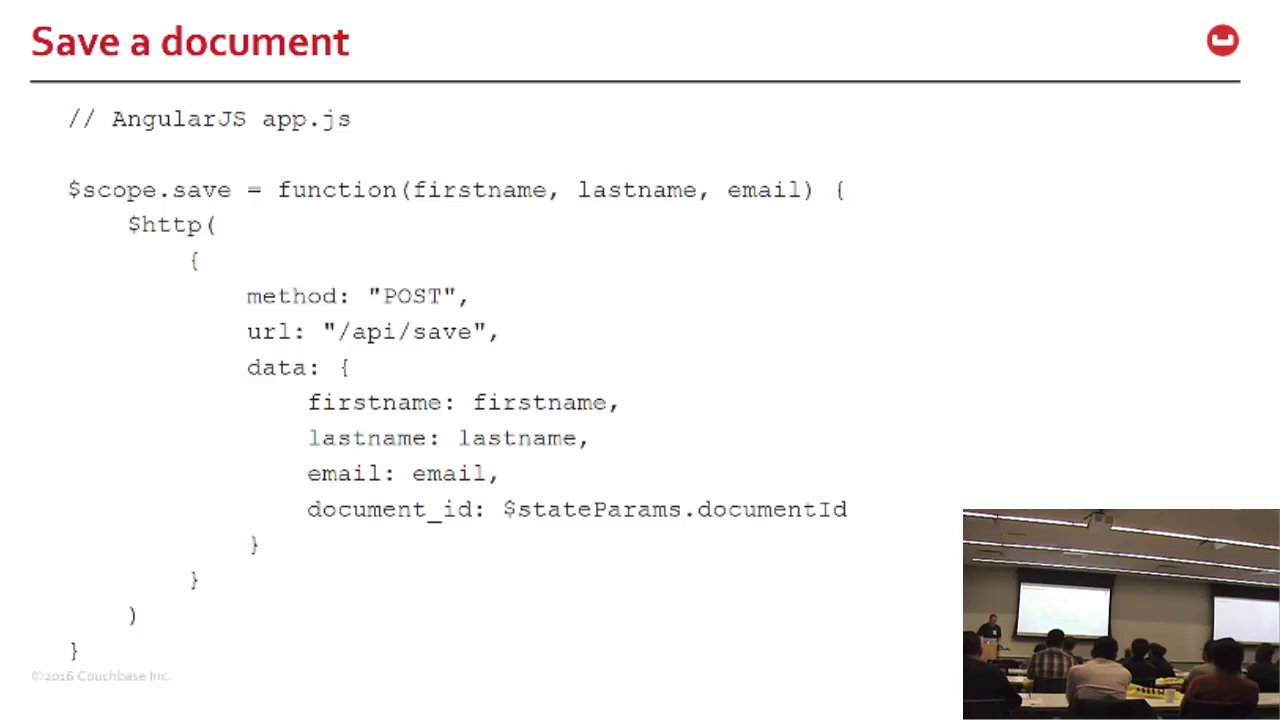 Save a document
// AngularJS app.js
$scope.save = function(firstname, lastname, email) {
$http(
{
method: "POST",
url: "/api/save",
data: {
firstname: firstname,
lastname: lastname,
email: email,
document_id: $stateParams.documentId
}
}
)
}
©2016 Couchbase Inc.